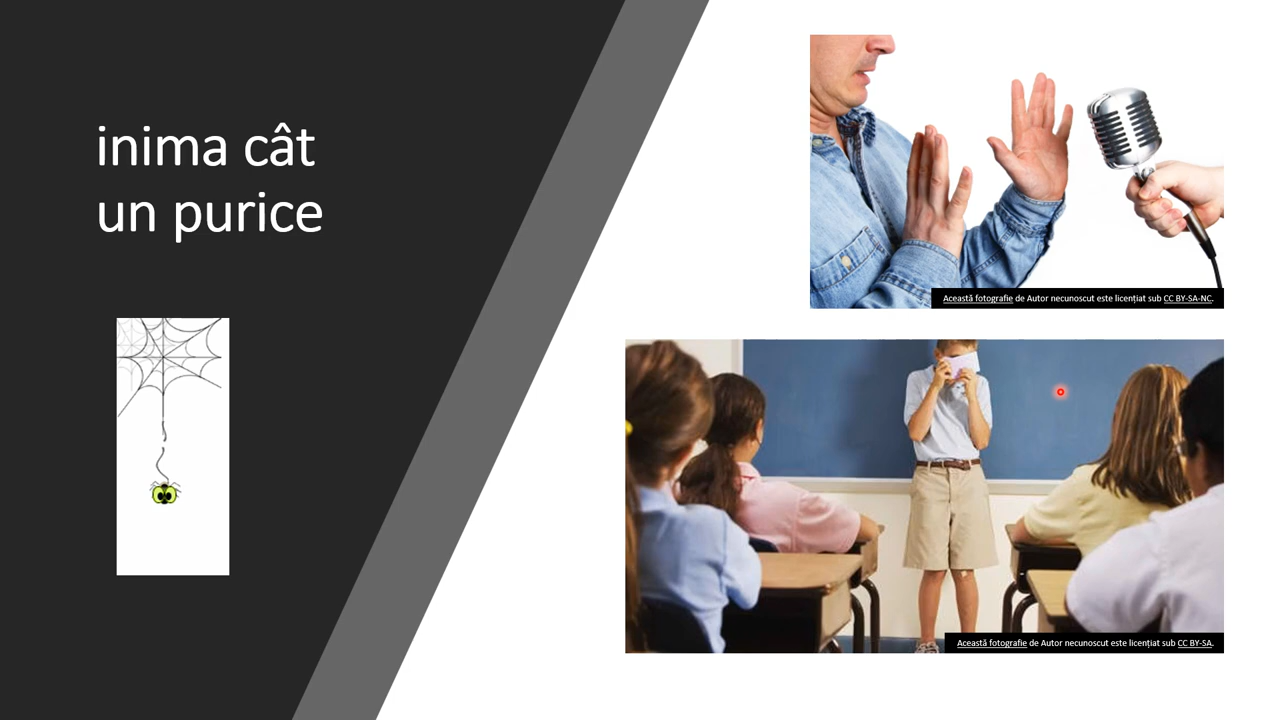 inima cât
un purice
Această fotografie de Autor necunoscut este licențiat sub CC BY-SA-NC.
Această fotografie de Autor necunoscut este licențiat sub CC BY-SA.